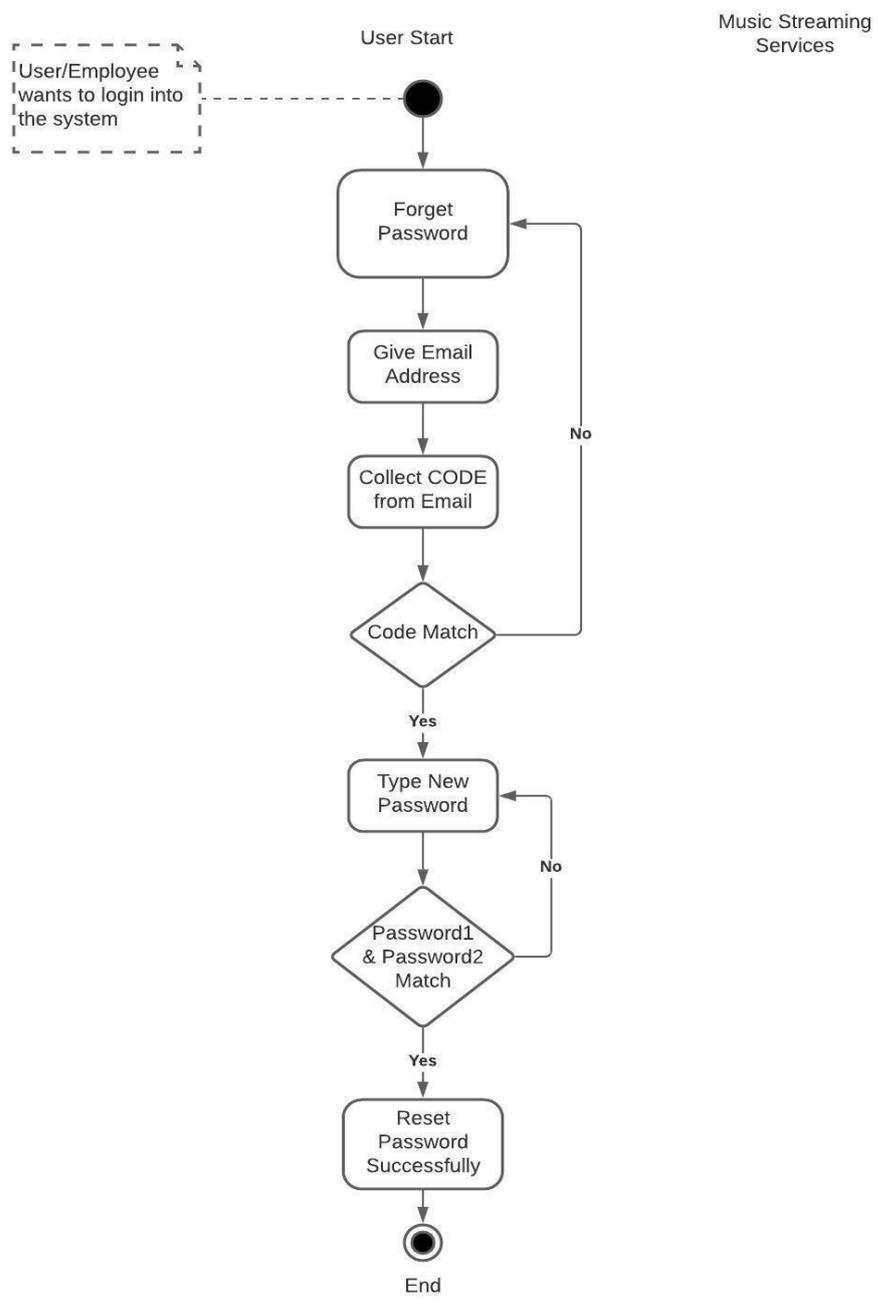 User Start
Music Streaming
Services
User/Employee
wants to login into
the system
Forget
Password
Give Email
Address
No
Collect CODE
from Email
Code Match
Yes
Type New
Password
No
Password1
& Password2
Match
Yes
Reset
Password
Successfully
End